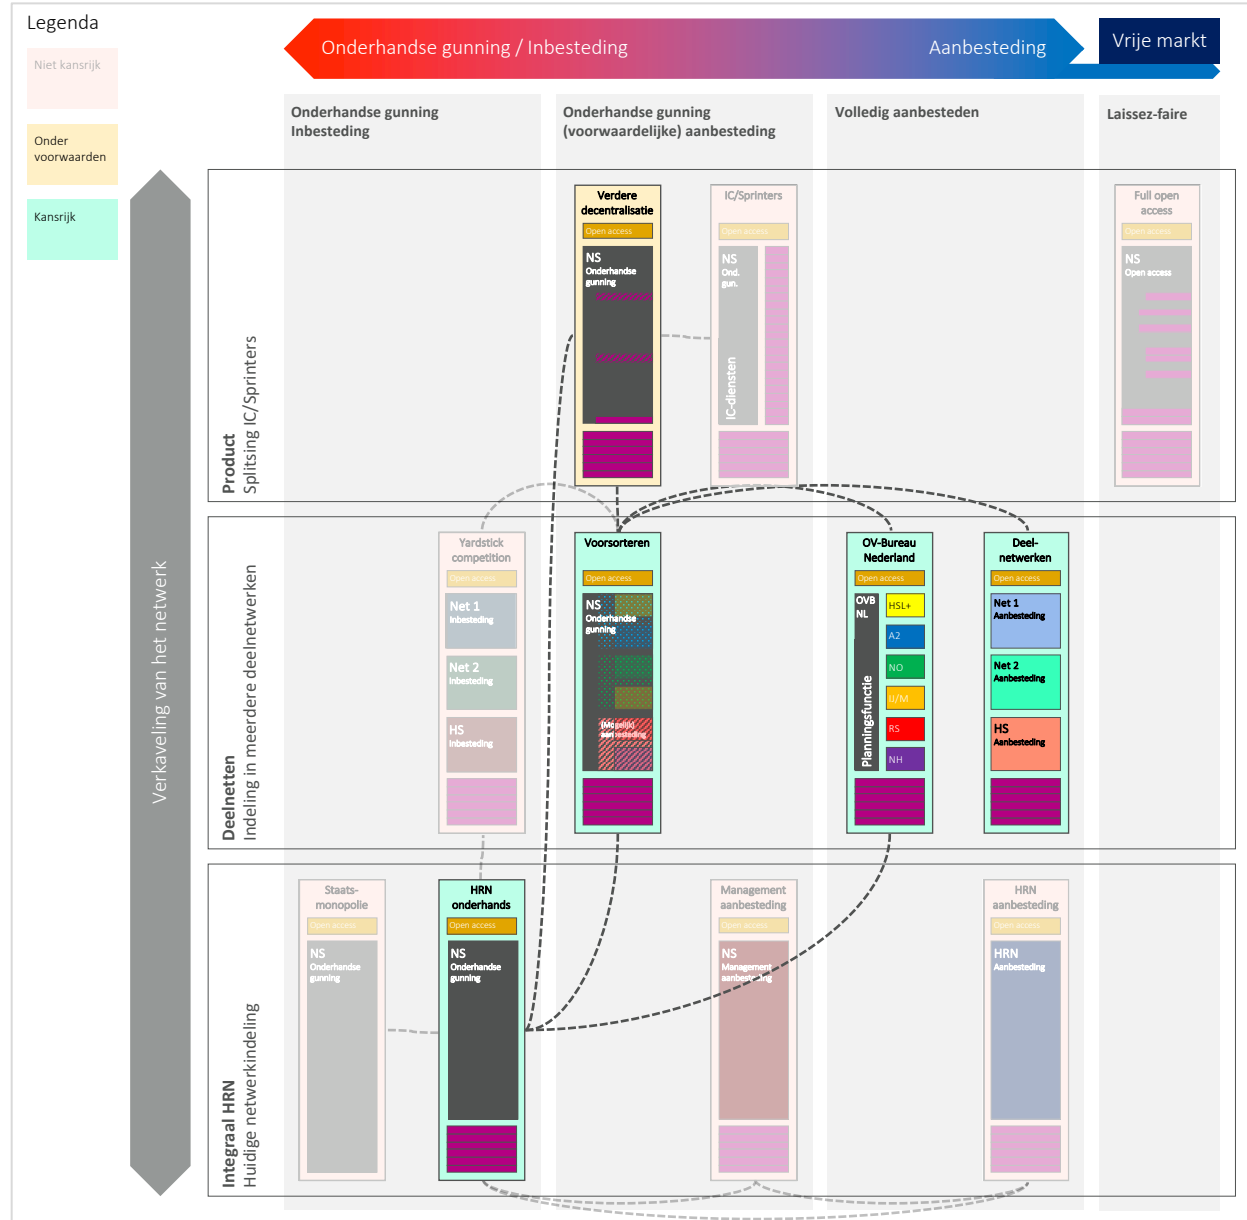 Legenda
Niet kansrijk
Onder
voorwaarden
Kansrijk
Onderhandse gunning / Inbesteding
Aanbesteding
Vrije markt
Onderhandse gunning
Inbesteding
Onderhandse gunning
(voorwaardelijke) aanbesteding
Volledig aanbesteden
Laissez-faire
Verkaveling van het netwerk
Product
Splitsing IC/Sprinters
Verdere
decentralisatie
Open access
NS
Onderhandse
gunning
IC/Sprinters
Open access
NS
Ond.
gun.
IC-diensten
Full open
access
Open access
NS
Open access
Deelnetten
Indeling in meerdere deelnetwerken
Yardstick
competition
Open access
Net 1
Inbesteding
Net 2
Inbesteding
HS
Inbesteding
Voorsorteren
Open access
NS
Onderhandse
gunning
(Mogelijk)
aanbesteding
OV-Bureau
Nederland
Open access
OVB
NL
Planningsfunctie
HSL+
A2
NO
IJ/M
RS
NH
Deel-
netwerken
Open access
Net 1
Aanbesteding
Net 2
Aanbesteding
HS
Aanbesteding
Integraal HRN
Huidige netwerkindeling
Staats-
monopolie
Open access
NS
Onderhandse
gunning
HRN
onderhands
Open access
NS
Onderhandse
gunning
Management
aanbesteding
Open access
NS
Management
aanbesteding
HRN
aanbesteding
Open access
HRN
Aanbesteding